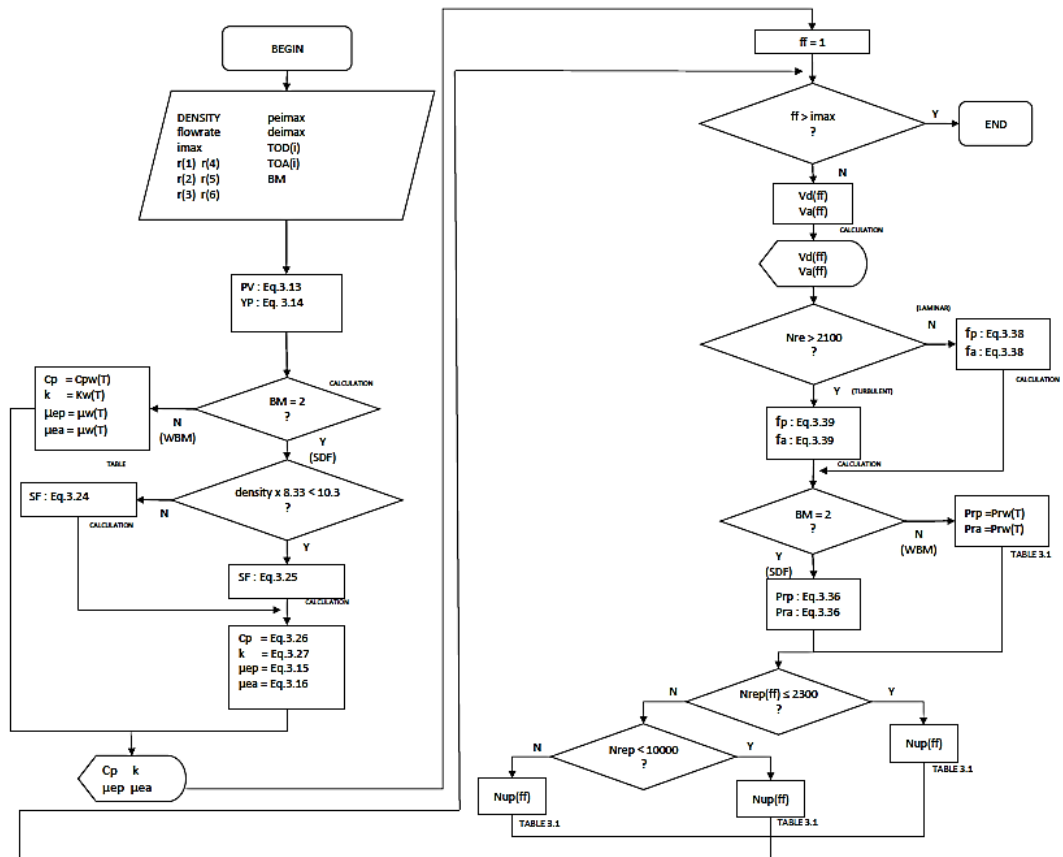 BEGIN
DENSITY peimax
flowrate deimax
imax TOD(i)
r(1) r(4) TOA(i)
r(2) r(5) BM
r(3) r(6)
PV : Eq.3.13
YP : Eq. 3.14
CALCULATION
BM = 2
?
N
(WBM)
Cp = Cpw(T)
k = Kw(T)
μep = μw(T)
μea = μw(T)
TABLE
Y
(SDF)
density x 8.33 < 10.3
?
N
SF : Eq.3.24
CALCULATION
Y
SF : Eq.3.25
CALCULATION
Cp = Eq.3.26
k = Eq.3.27
μep = Eq.3.15
μea = Eq.3.16
Cp k
μep μea
ff = 1
ff > imax
?
Y
END
N
Vd(ff)
Va(ff)
CALCULATION
Vd(ff)
Va(ff)
Nre > 2100
?
(LAMINAR)
N
fp : Eq.3.38
fa : Eq.3.38
CALCULATION
Y (TURBULENT)
fp : Eq.3.39
fa : Eq.3.39
CALCULATION
BM = 2
?
N
(WBM)
Prp =Prw(T)
Pra =Prw(T)
TABLE 3.1
Y
(SDF)
Prp : Eq.3.36
Pra : Eq.3.36
Nrep(ff) ≤ 2300
?
N
Y
Nup(ff)
TABLE 3.1
Nrep < 10000
?
N
Y
Nup(ff)
TABLE 3.1
Nup(ff)
TABLE 3.1